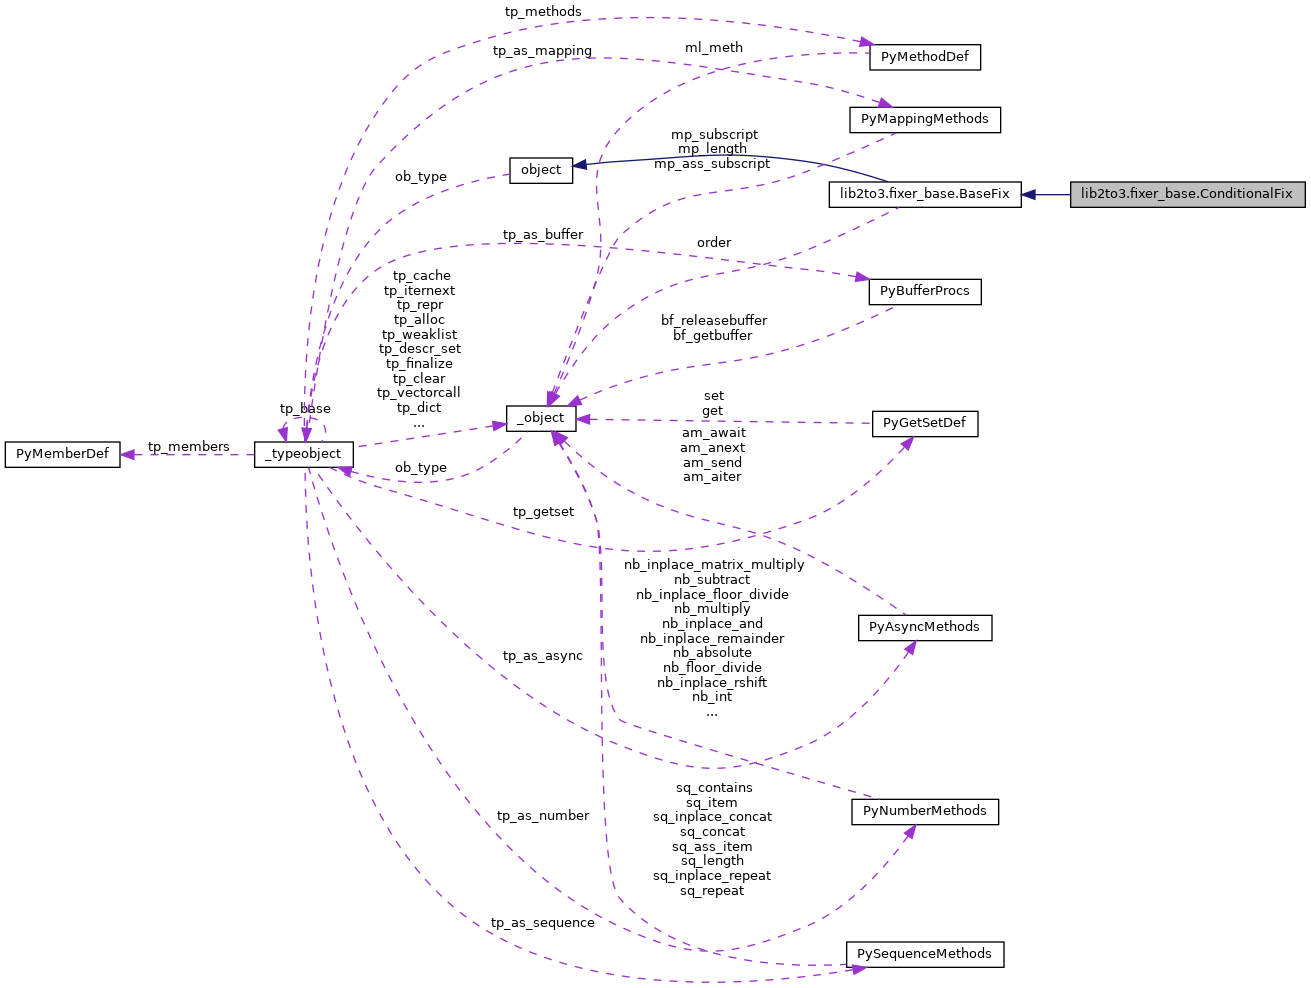 tp_methods
ml_meth
tp_as_mapping
PyMethodDef
PyMappingMethods
mp_subscript
mp_length
mp_ass_subscript
object
ob_type
lib2to3.fixer_base.BaseFix
lib2to3.fixer_base.ConditionalFix
tp_as_buffer
order
tp_cache
tp_iternext
tp_repr
tp_alloc
tp_weaklist
tp_descr_set
tp_finalize
tp_clear
tp_vectorcall
tp_dict
...
PyBufferProcs
bf_releasebuffer
bf_getbuffer
set
get
tp_base
_object
PyGetSetDef
am_await
am_anext
am_send
am_aiter
PyMemberDef
tp_members
_typeobject
ob_type
tp_getset
nb_inplace_matrix_multiply
nb_subtract
nb_inplace_floor_divide
nb_multiply
nb_inplace_and
nb_inplace_remainder
nb_absolute
nb_floor_divide
nb_inplace_rshift
nb_int
...
PyAsyncMethods
tp_as_async
sq_contains
sq_item
sq_inplace_concat
sq_concat
sq_ass_item
sq_length
sq_inplace_repeat
sq_repeat
tp_as_number
PyNumberMethods
tp_as_sequence
PySequenceMethods